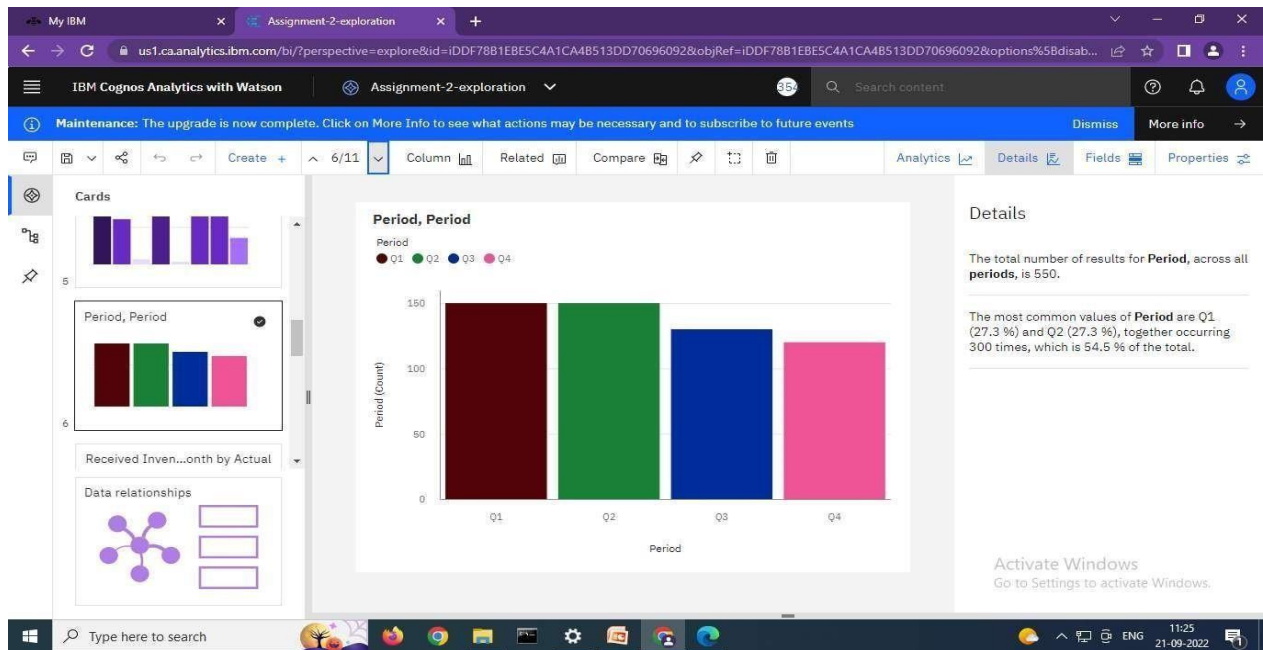 My IBM
Assignment-2-exploration
us1.ca.analytics.ibm.com/bi/?perspective=explore&id=iDDF78B1EBE5C4A1CA4B513DD70696092&objRef=iDDF78B1EBE5C4A1CA4B513DD70696092&options%5Bdisab...
IBM Cognos Analytics with Watson
Assignment-2-exploration
354
Search content
Maintenance: The upgrade is now complete. Click on More Info to see what actions may be necessary and to subscribe to future events
Dismiss
More info
Create +
6/11
Column
Related
Compare
Analytics
Details
Fields
Properties
Cards
5
Period, Period
6
Received Inven...onth by Actual
Data relationships
Period, Period
Period
Q1 Q2 Q3 Q4
150
100
50
0
Period (Count)
Q1 Q2 Q3 Q4
Period
Details
The total number of results for Period, across all
periods, is 550.
The most common values of Period are Q1
(27.3 %) and Q2 (27.3 %), together occurring
300 times, which is 54.5 % of the total.
Activate Windows
Go to Settings to activate Windows.
Type here to search
ENG
11:25
21-09-2022
1